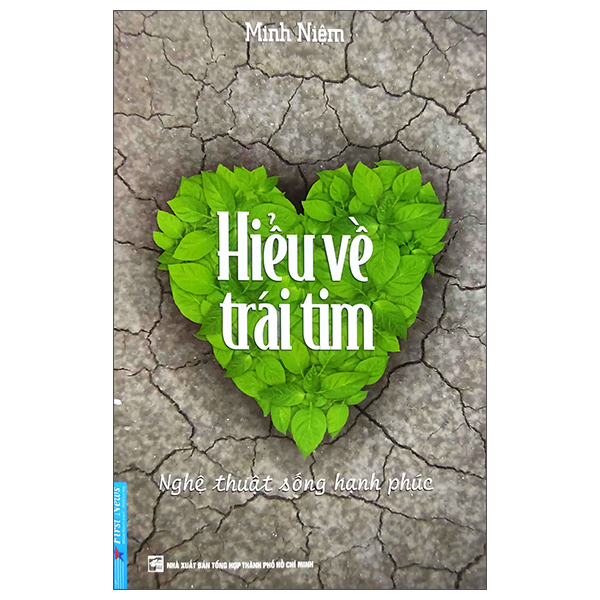 Minh Niệm
Hiểu về
trái tim
Nghệ thuật sống hạnh phúc
First News
NHÀ XUẤT BẢN TỔNG HỢP THÀNH PHỐ HỒ CHÍ MINH